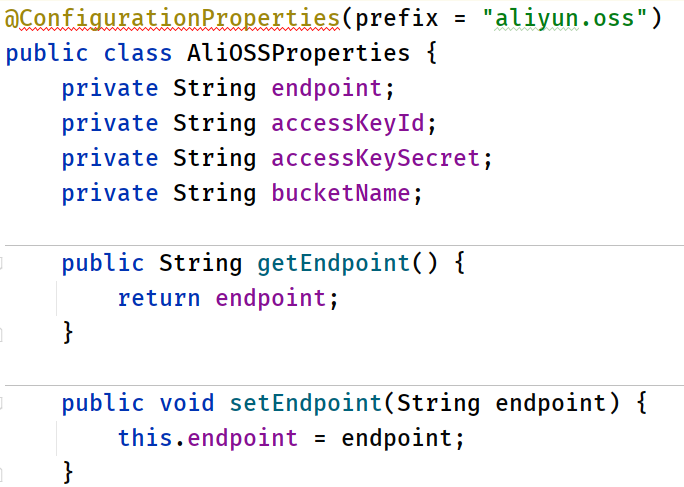 @ConfigurationProperties(prefix = "aliyun.oss")
public class AliOSSProperties {
    private String endpoint;
    private String accessKeyId;
    private String accessKeySecret;
    private String bucketName;

    public String getEndpoint() {
        return endpoint;
    }

    public void setEndpoint(String endpoint) {
        this.endpoint = endpoint;
    }